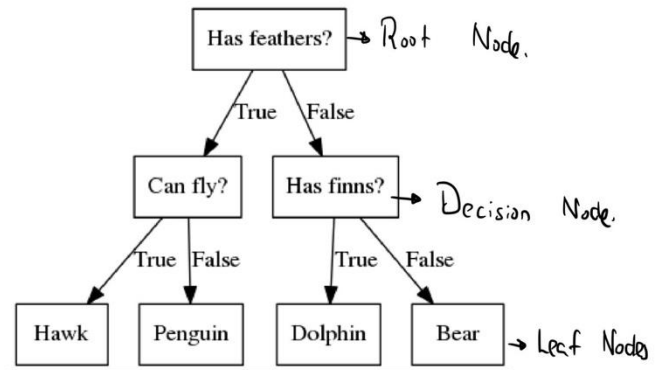 Has feathers? Root Node.
True False
Can fly? Has finns? Decision Node.
True False True False
Hawk Penguin Dolphin Bear Leaf Nodes